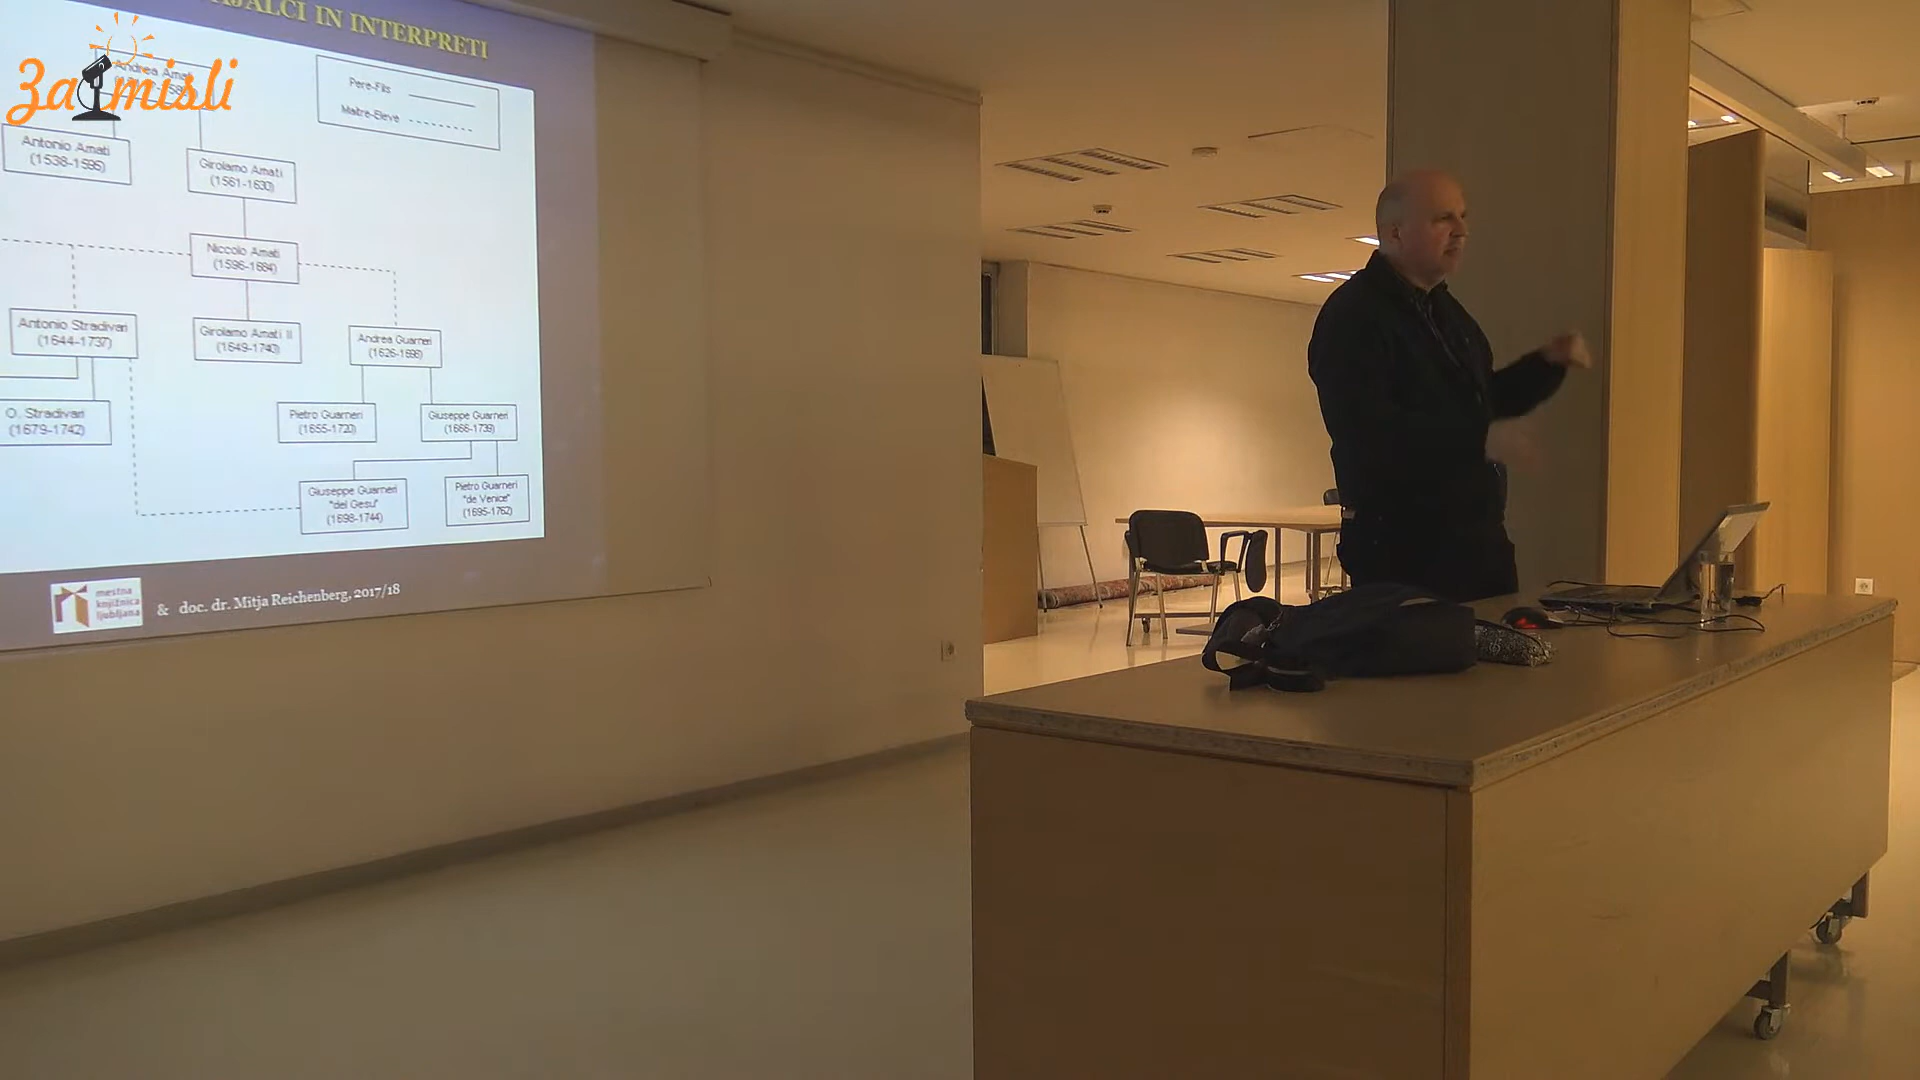 JALCI IN INTERPRETI
Zamisli
Andrea Amati
Pere-Fils
Maitre-Eleve
Antonio Amati
(1538-1595)
Girolamo Amati
(1561-1630)
Niccolo Amati
(1596-1684)
Antonio Stradivari
(1644-1737)
Girolamo Amati II
(1649-1740)
Andrea Guarneri
(1626-1698)
O. Stradivari
(1679-1742)
Pietro Guarneri
(1655-1720)
Giuseppe Guarneri
(1666-1739)
Giuseppe Guarneri
"del Gesu"
(1698-1744)
Pietro Guarneri
"de Venice"
(1695-1762)
mestna
knjižnica
ljubljana
& doc. dr. Mitja Reichenberg, 2017/18